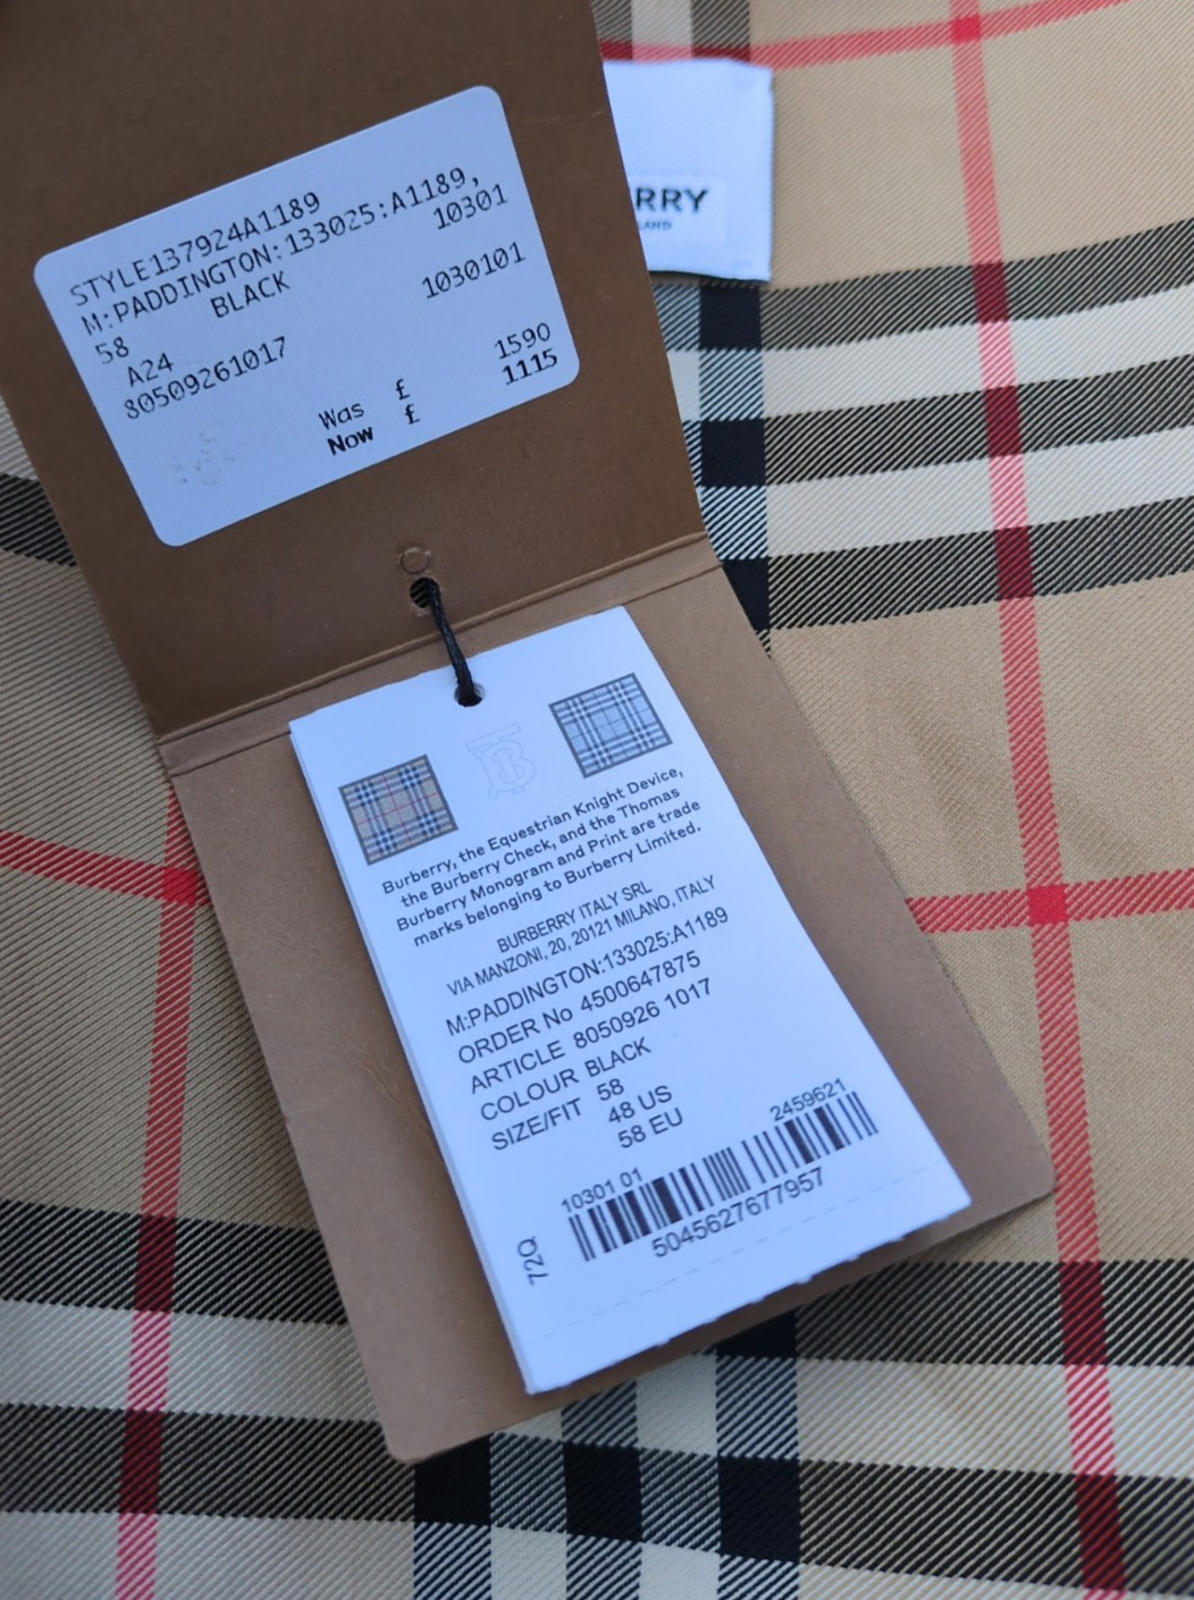 STYLE137924A1189
M:PADDINGTON:133025:A1189,
BLACK 10301
58
A24 1030101
80509261017
Was £ 1590
Now £ 1115
RRY
LAND
Burberry, the Equestrian Knight Device,
the Burberry Check, and the Thomas
Burberry Monogram and Print are trade
marks belonging to Burberry Limited.
BURBERRY ITALY SRL
VIA MANZONI, 20, 20121 MILANO, ITALY
M:PADDINGTON:133025:A1189
ORDER No 4500647875
ARTICLE 8050926 1017
COLOUR BLACK
SIZE/FIT 58
48 US
58 EU
10301 01 2459621
5045627677957
72Q